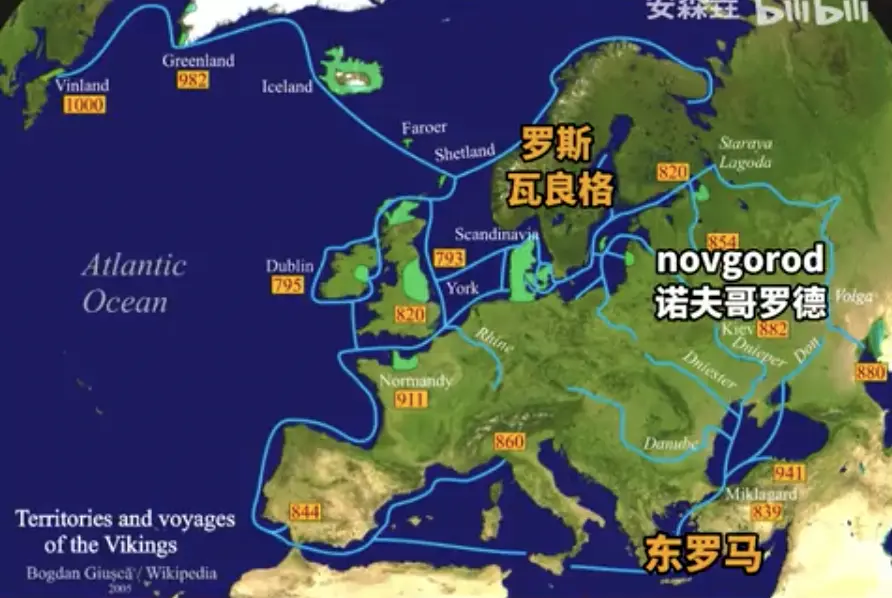 安森垚 bilibili
Greenland
982
Vinland
1000
Iceland
Faroer
Shetland
罗斯
瓦良格
Staraya
Lagoda
820
Scandinavia
854
novgorod
诺夫哥罗德
Dublin
795
793
York
820
Atlantic
Ocean
Volga
Kiev 882
Rhine
Dnieper
Don
Dniester
880
Normandy
911
Danube
860
941
Miklagard
839
844
东罗马
Territories and voyages
of the Vikings
Bogdan Giuşcă / Wikipedia
2005